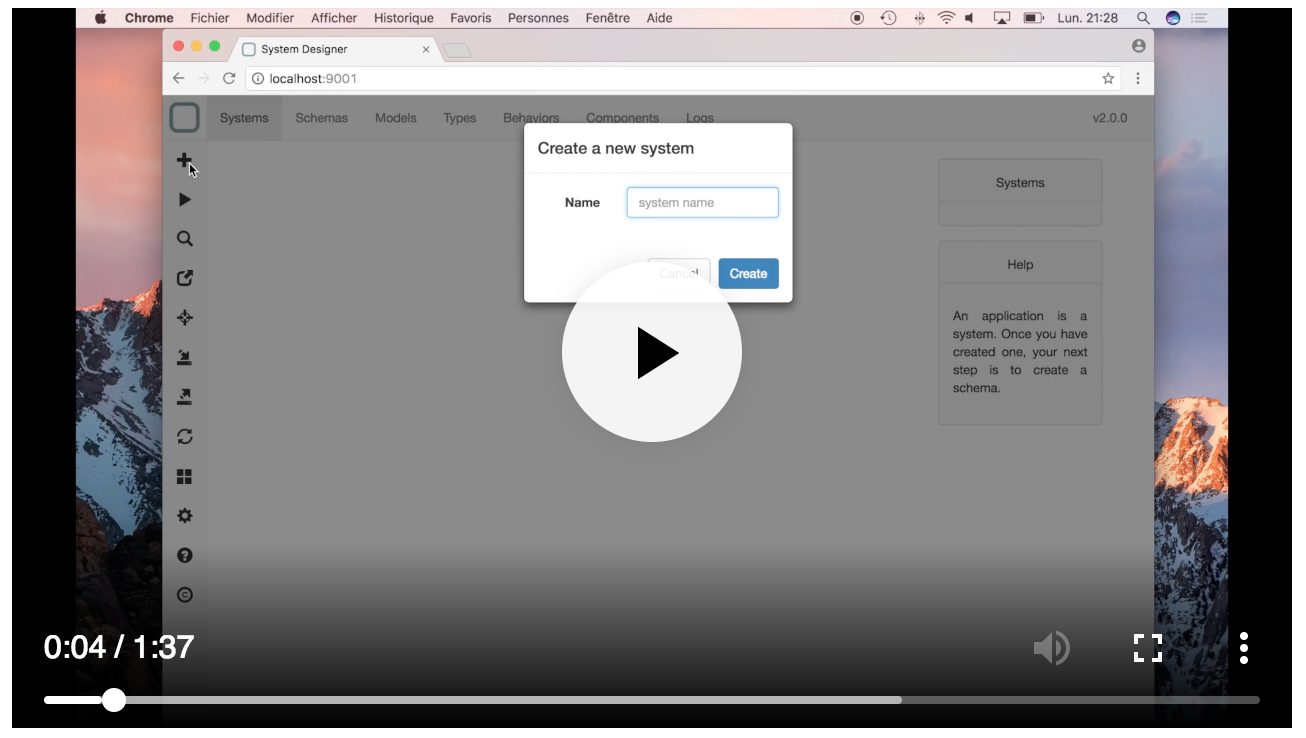 Chrome Fichier Modifier Afficher Historique Favoris Personnes Fenêtre Aide Lun. 21:28
System Designer
localhost:9001
Systems Schemas Models Types Behaviors Components Logs v2.0.0
Create a new system
Name system name
Cancel Create
Systems
Help
An application is a
system. Once you have
created one, your next
step is to create a
schema.
0:04 / 1:37